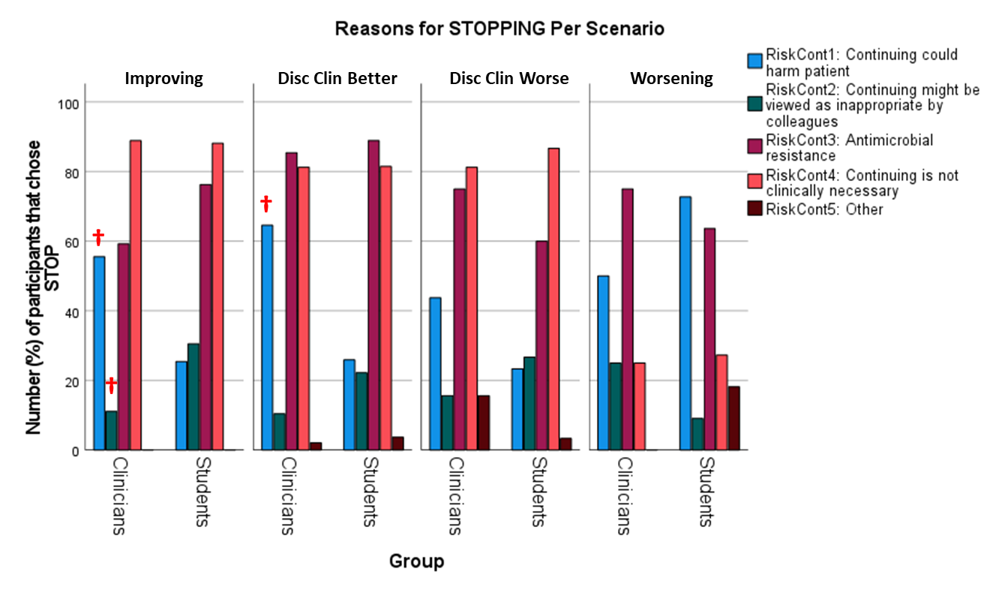 Reasons for STOPPING Per Scenario
Improving
Disc Clin Better
Disc Clin Worse
Worsening
RiskCont1: Continuing could
harm patient
RiskCont2: Continuing might be
viewed as inappropriate by
colleagues
RiskCont3: Antimicrobial
resistance
RiskCont4: Continuing is not
clinically necessary
RiskCont5: Other
Number (%) of participants that chose
STOP
100
80
60
40
20
0
†
†
†
Clinicians
Students
Clinicians
Students
Clinicians
Students
Clinicians
Students
Group